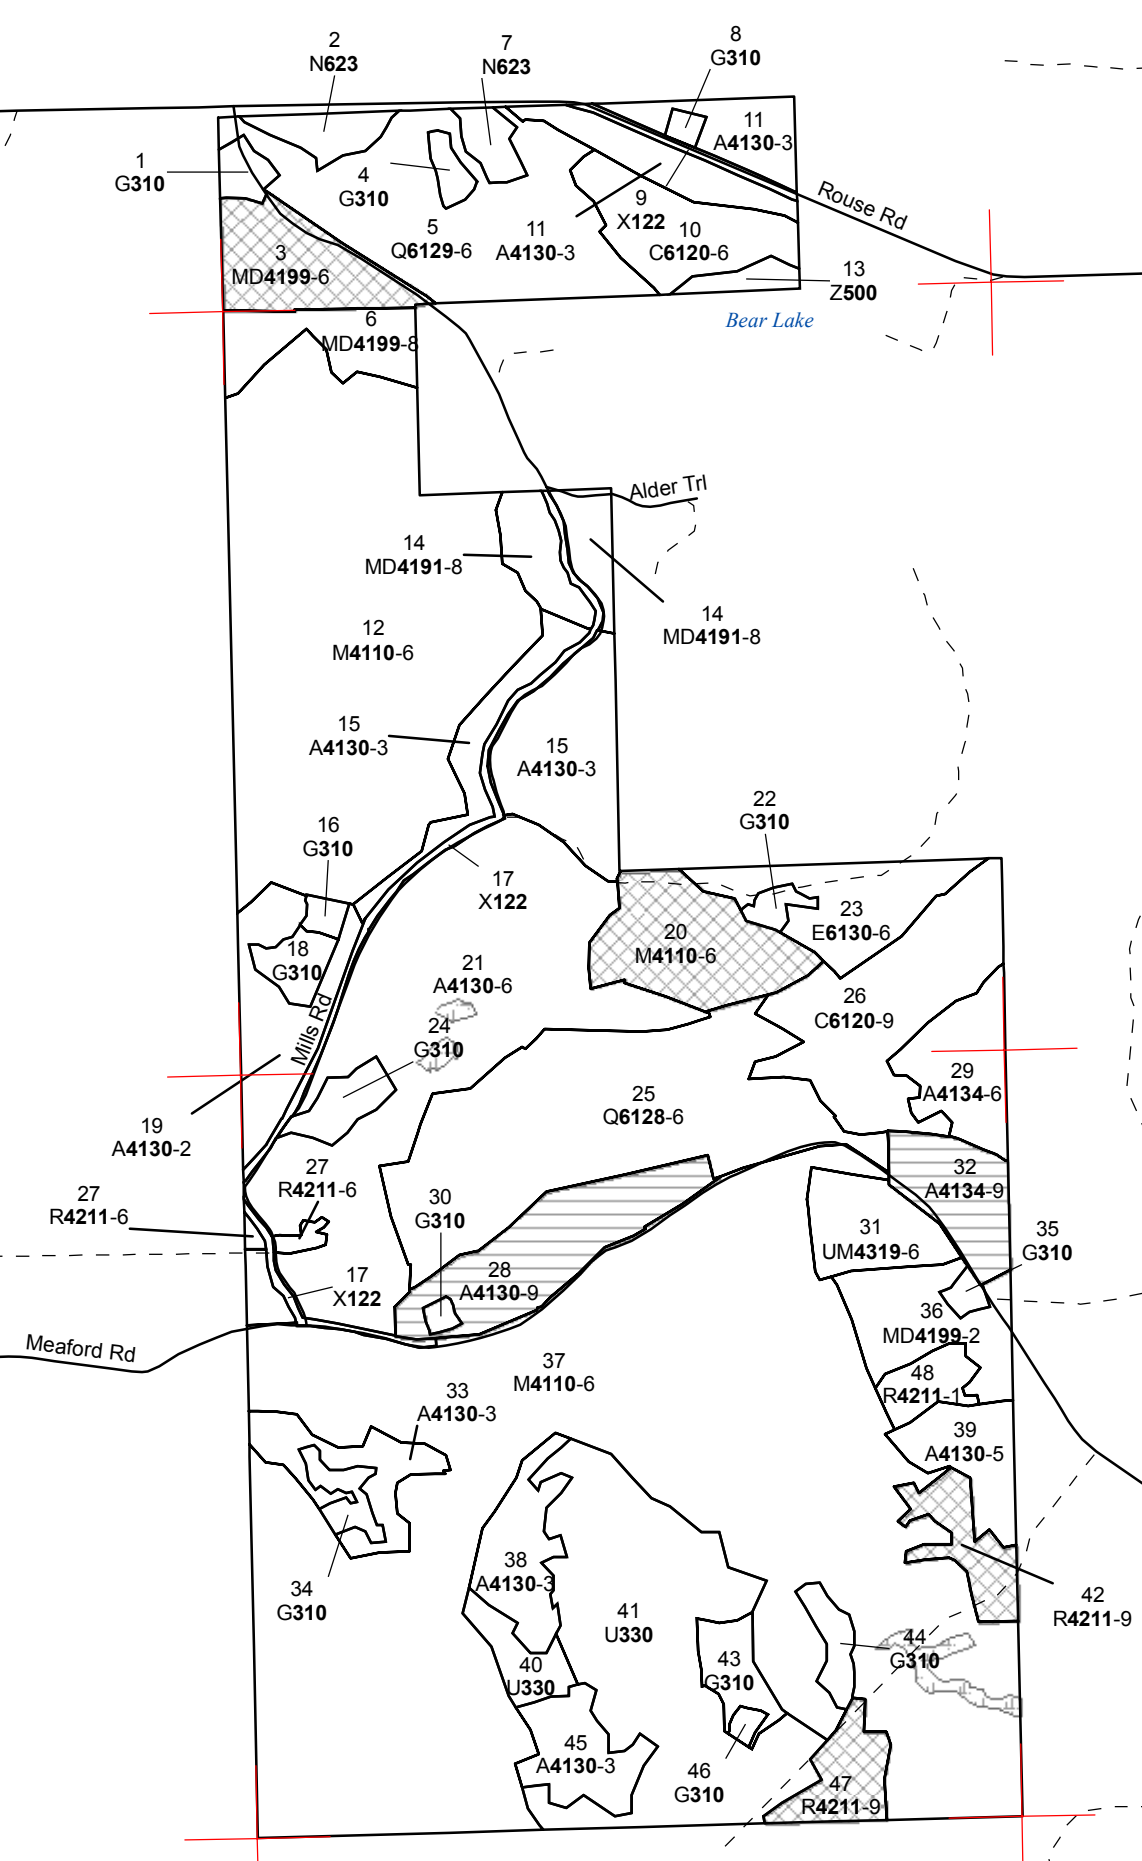 2
N623
7
N623
8
G310
11
A4130-3
1
G310
4
G310
9
X122
Rouse Rd
5
Q6129-6
11
A4130-3
10
C6120-6
3
MD4199-6
13
Z500
6
MD4199-8
Bear Lake
Alder Trl
14
MD4191-8
14
MD4191-8
12
M4110-6
15
A4130-3
15
A4130-3
16
G310
22
G310
17
X122
23
E6130-6
20
M4110-6
18
G310
21
A4130-6
26
C6120-9
Mills Rd
24
G310
29
A4134-6
25
Q6128-6
19
A4130-2
27
R4211-6
32
A4134-9
27
R4211-6
30
G310
31
UM4319-6
35
G310
28
A4130-9
17
X122
36
MD4199-2
Meaford Rd
37
M4110-6
48
R4211-1
33
A4130-3
39
A4130-5
38
A4130-3
34
G310
42
R4211-9
41
U330
44
G310
43
G310
40
U330
45
A4130-3
46
G310
47
R4211-9